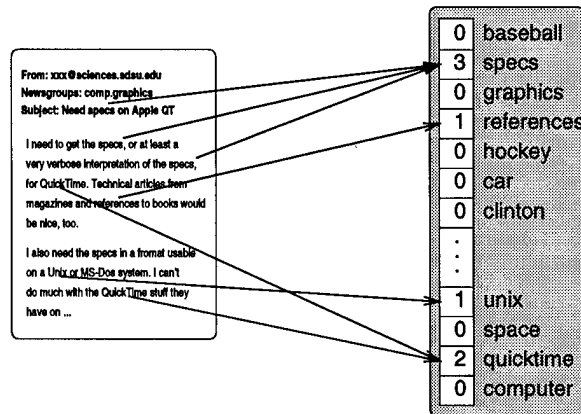 From: xxx@sciences.sdsu.edu
Newsgroups: comp.graphics
Subject: Need specs on Apple QT
I need to get the specs, or at least a
very verbose interpretation of the specs,
for QuickTime. Technical articles from
magazines and references to books would
be nice, too.
I also need the specs in a fromat usable
on a Unix or MS-Dos system. I can't
do much with the QuickTime stuff they
have on ...
0 baseball
3 specs
0 graphics
1 references
0 hockey
0 car
0 clinton
1 unix
0 space
2 quicktime
0 computer